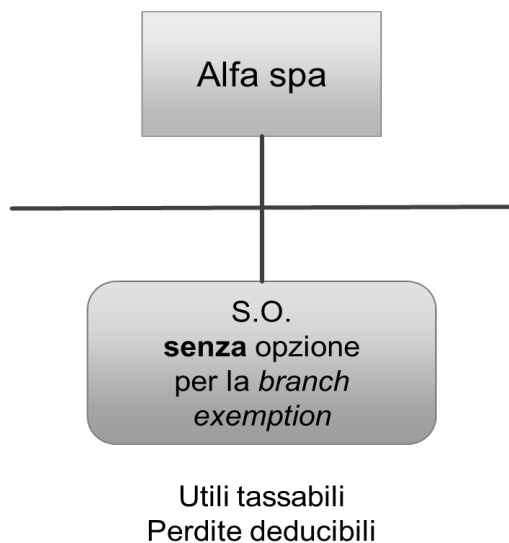 Alfa spa
S.O.
senza opzione
per la branch
exemption
Utili tassabili
Perdite deducibili